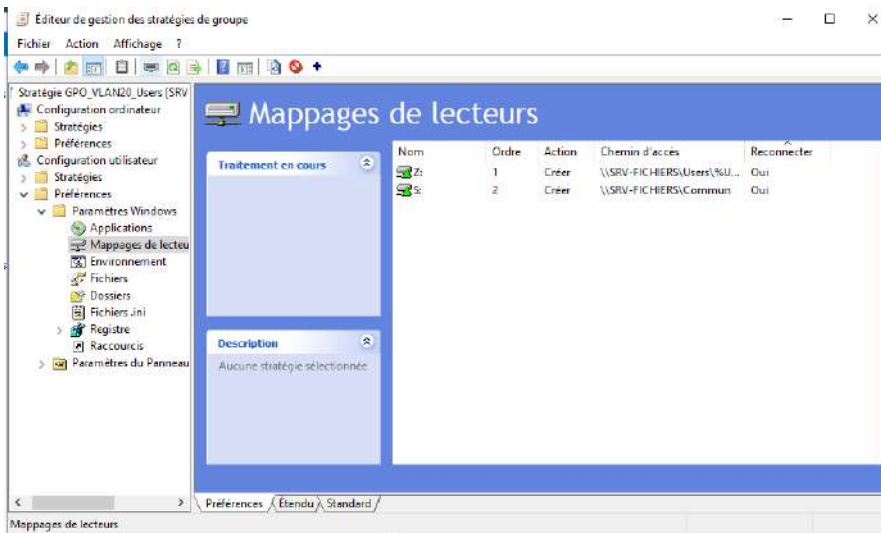 Éditeur de gestion des stratégies de groupe
Fichier Action Affichage ?
Stratégie GPO_VLAN20_Users [SRV
Configuration ordinateur
Stratégies
Préférences
Configuration utilisateur
Stratégies
Préférences
Paramètres Windows
Applications
Mappages de lecteu
Environnement
Fichiers
Dossiers
Fichiers .ini
Registre
Raccourcis
Paramètres du Panneau
Mappages de lecteurs
Traitement en cours
Description
Aucune stratégie sélectionnée
Nom Ordre Action Chemin d'accès Reconnecter
Z: 1 Créer \\SRV-FICHIERS\Users\%U... Oui
S: 2 Créer \\SRV-FICHIERS\Commun Oui
Préférences Étendu Standard
Mappages de lecteurs